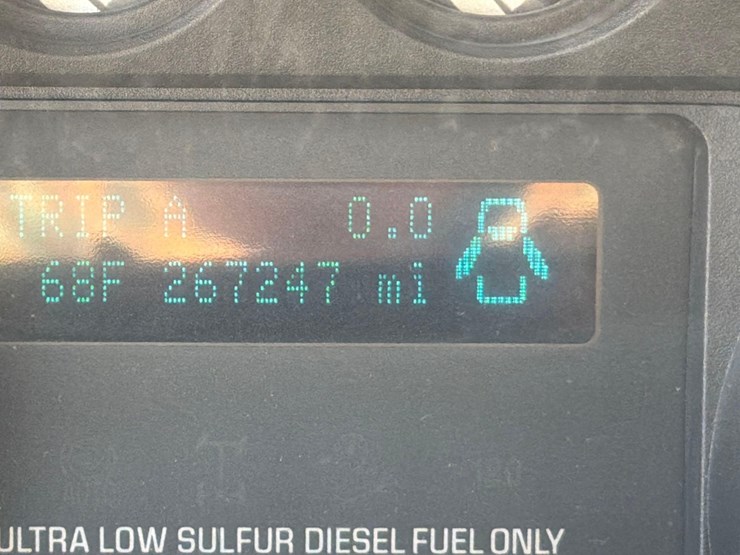 TRIP A 0.0
68F 267247 mi
ULTRA LOW SULFUR DIESEL FUEL ONLY